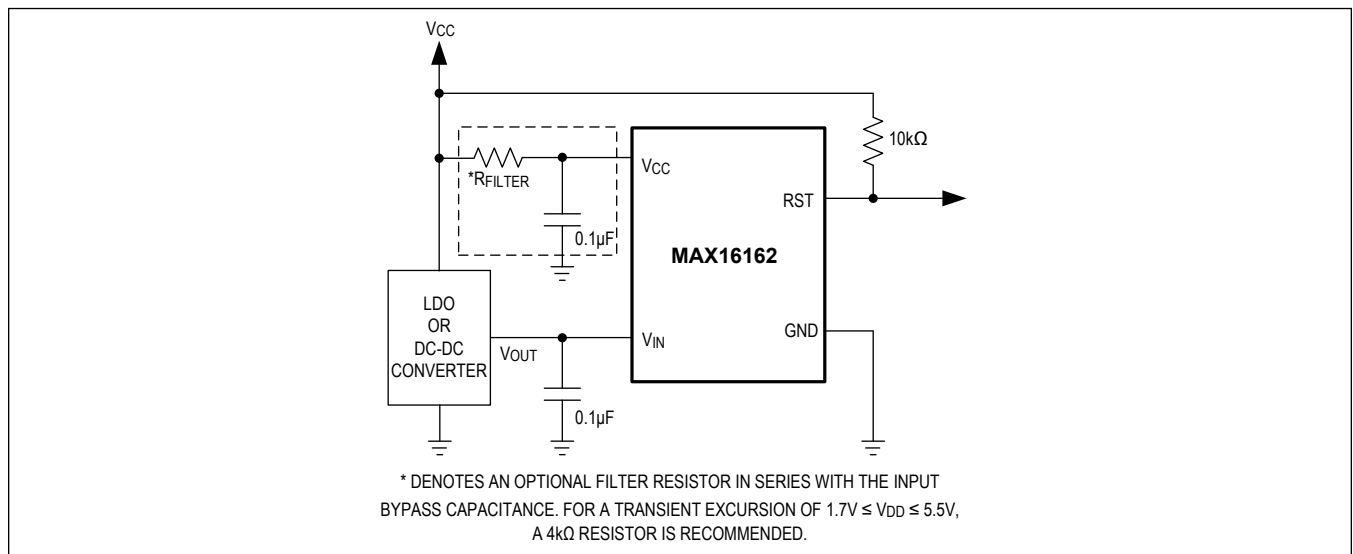 VCC
10kΩ
*RFILTER
VCC
0.1µF
RST
MAX16162
LDO
OR
DC-DC
CONVERTER
VOUT
VIN
GND
0.1µF
* DENOTES AN OPTIONAL FILTER RESISTOR IN SERIES WITH THE INPUT
BYPASS CAPACITANCE. FOR A TRANSIENT EXCURSION OF 1.7V ≤ VDD ≤ 5.5V,
A 4kΩ RESISTOR IS RECOMMENDED.